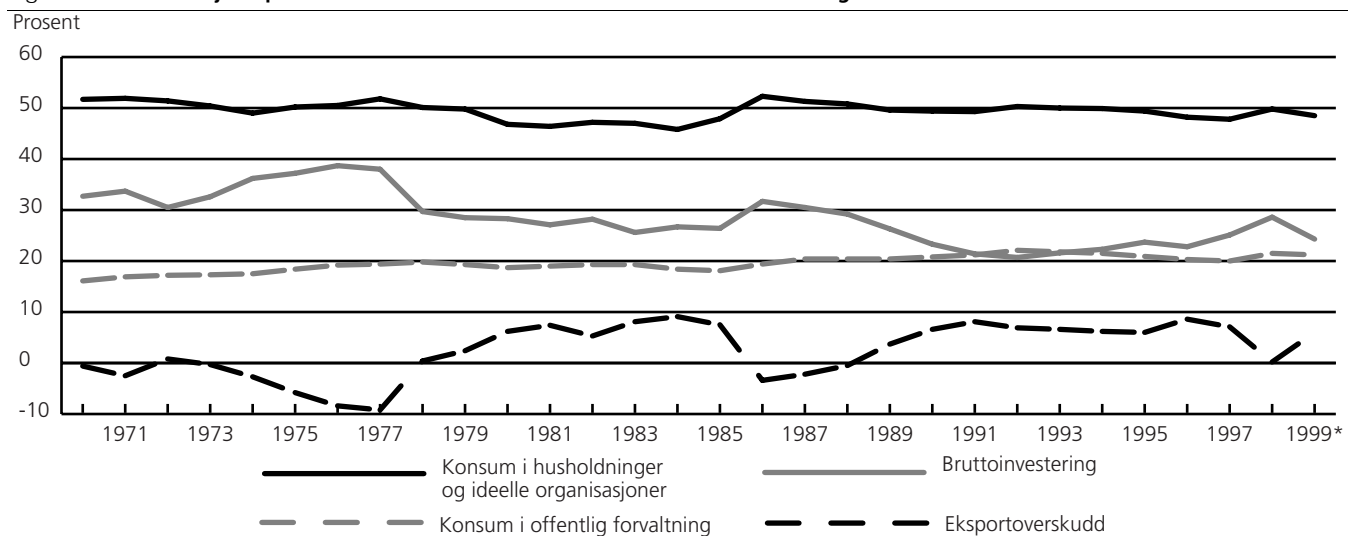 Prosent
60
50
40
30
20
10
0
-10
1971 1973 1975 1977 1979 1981 1983 1985 1987 1989 1991 1993 1995 1997 1999*
Konsum i husholdninger
og ideelle organisasjoner
Bruttoinvestering
Konsum i offentlig forvaltning
Eksportoverskudd